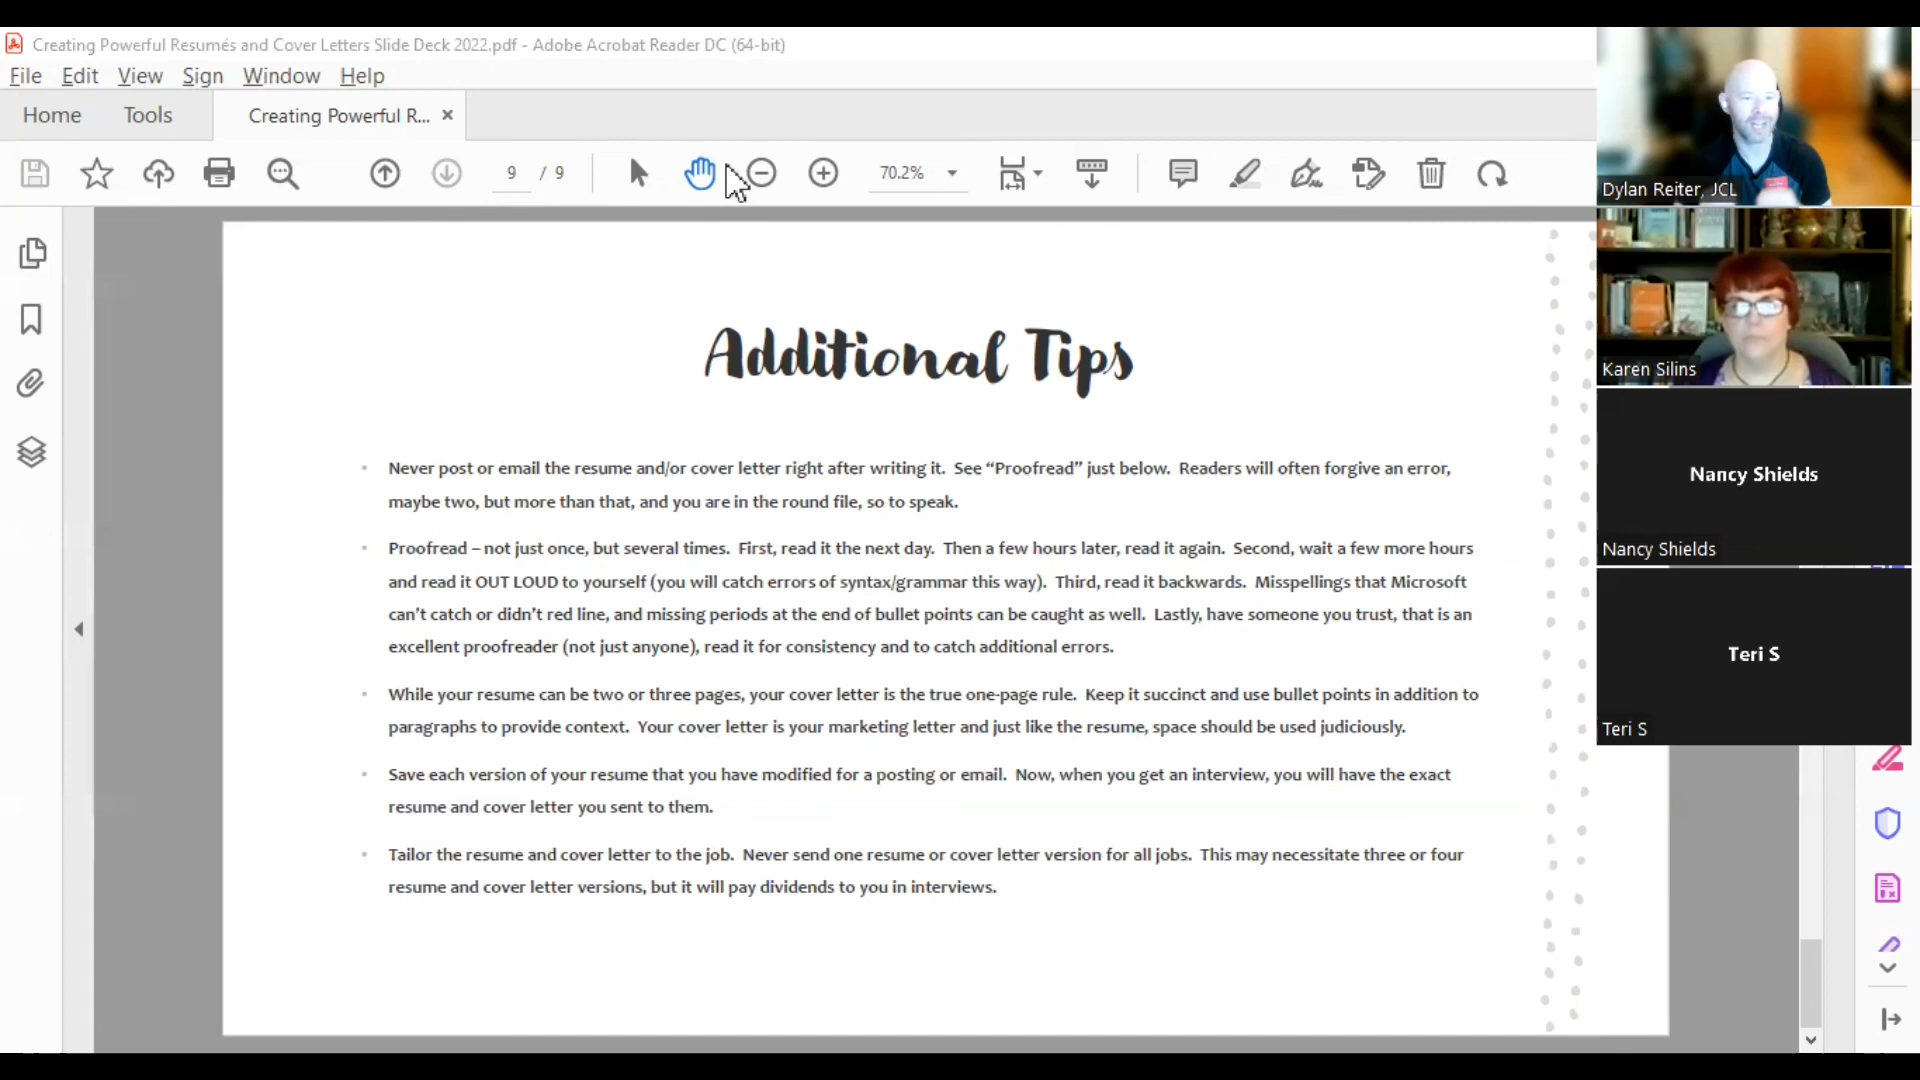 Creating Powerful Resumés and Cover Letters Slide Deck 2022.pdf - Adobe Acrobat Reader DC (64-bit)
File Edit View Sign Window Help
Home Tools Creating Powerful R... ×
9 / 9 70.2%
Additional Tips
• Never post or email the resume and/or cover letter right after writing it. See “Proofread” just below. Readers will often forgive an error,
maybe two, but more than that, and you are in the round file, so to speak.
• Proofread – not just once, but several times. First, read it the next day. Then a few hours later, read it again. Second, wait a few more hours
and read it OUT LOUD to yourself (you will catch errors of syntax/grammar this way). Third, read it backwards. Misspellings that Microsoft
can’t catch or didn’t red line, and missing periods at the end of bullet points can be caught as well. Lastly, have someone you trust, that is an
excellent proofreader (not just anyone), read it for consistency and to catch additional errors.
• While your resume can be two or three pages, your cover letter is the true one-page rule. Keep it succinct and use bullet points in addition to
paragraphs to provide context. Your cover letter is your marketing letter and just like the resume, space should be used judiciously.
• Save each version of your resume that you have modified for a posting or email. Now, when you get an interview, you will have the exact
resume and cover letter you sent to them.
• Tailor the resume and cover letter to the job. Never send one resume or cover letter version for all jobs. This may necessitate three or four
resume and cover letter versions, but it will pay dividends to you in interviews.
Dylan Reiter, JCL
Karen Silins
Nancy Shields
Nancy Shields
Teri S
Teri S